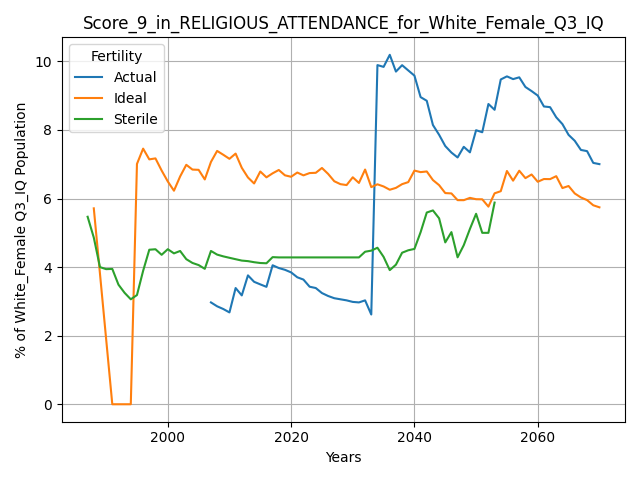 Score_9_in_RELIGIOUS_ATTENDANCE_for_White_Female_Q3_IQ
Fertility
Actual
Ideal
Sterile
% of White_Female Q3_IQ Population
10
8
6
4
2
0
2000 2020 2040 2060
Years